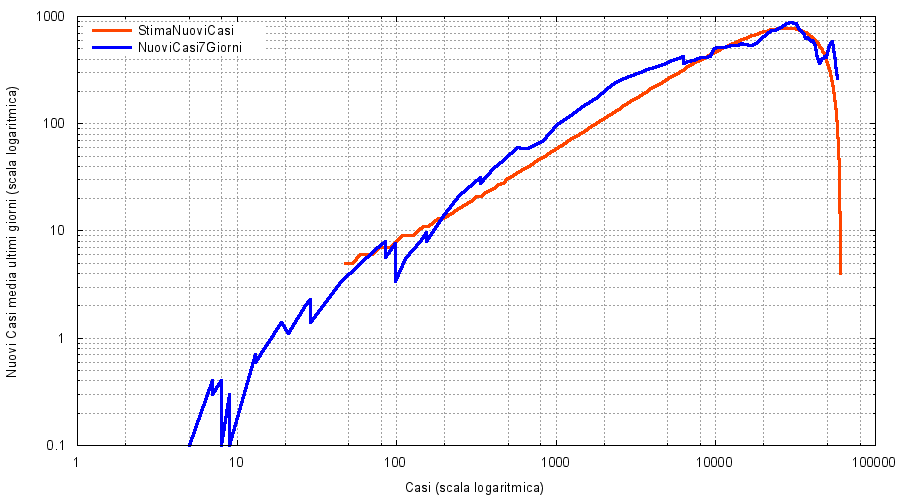 1000
StimaNuoviCasi
NuoviCasi7Giorni
100
10
1
0.1
Nuovi Casi media ultimi giorni (scala logaritmica)
1 10 100 1000 10000 100000
Casi (scala logaritmica)